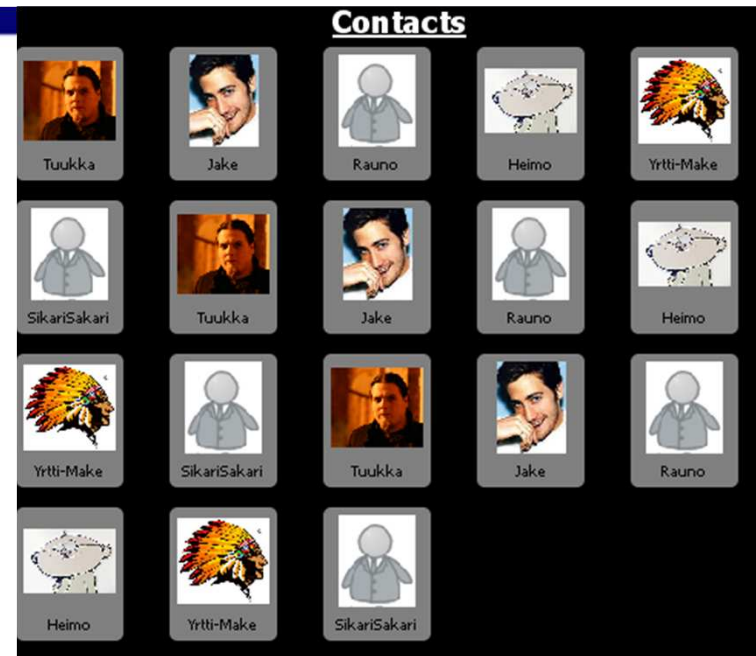 Contacts
Tuukka Jake Rauno Heimo Yrtti-Make
SikariSakari Tuukka Jake Rauno Heimo
Yrtti-Make SikariSakari Tuukka Jake Rauno
Heimo Yrtti-Make SikariSakari